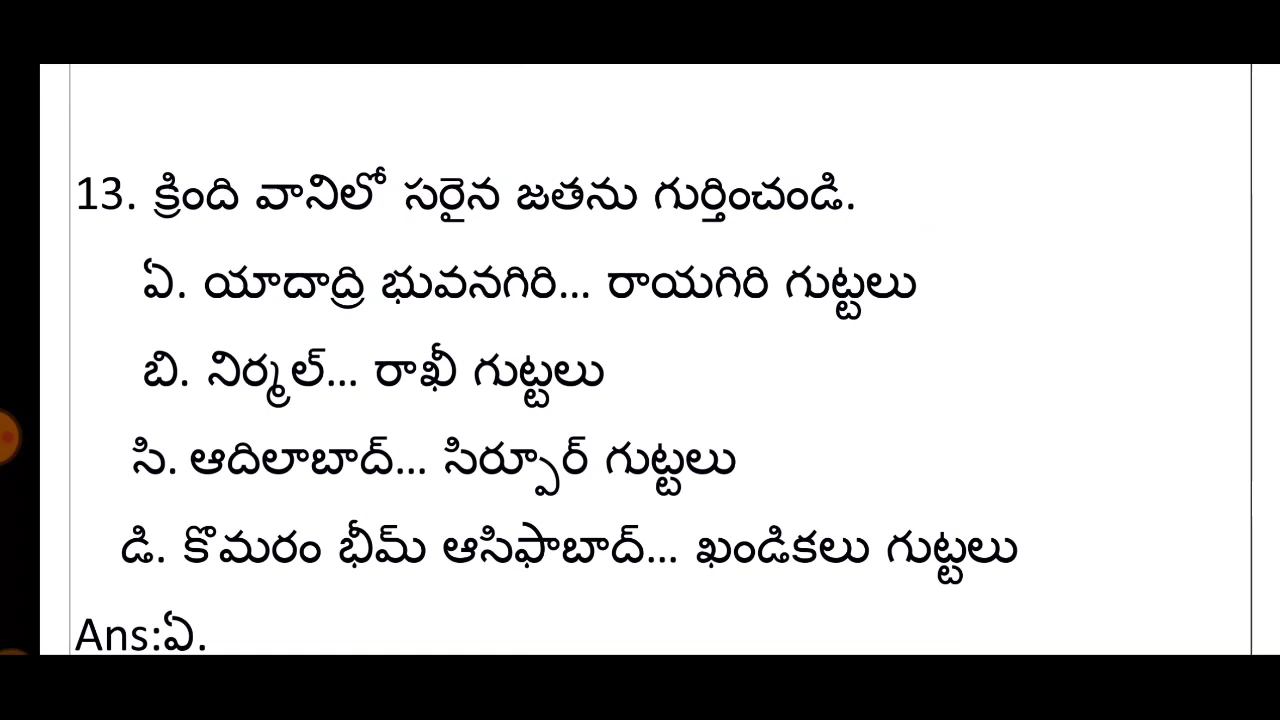 13. క్రింది వానిలో సరైన జతను గుర్తించండి.
ఏ. యాదాద్రి భువనగిరి... రాయగిరి గుట్టలు
బి. నిర్మల్... రాఖీ గుట్టలు
సి. ఆదిలాబాద్... సిర్పూర్ గుట్టలు
డి. కొమరం భీమ్ ఆసిఫాబాద్... ఖండికలు గుట్టలు
Ans:ఏ.